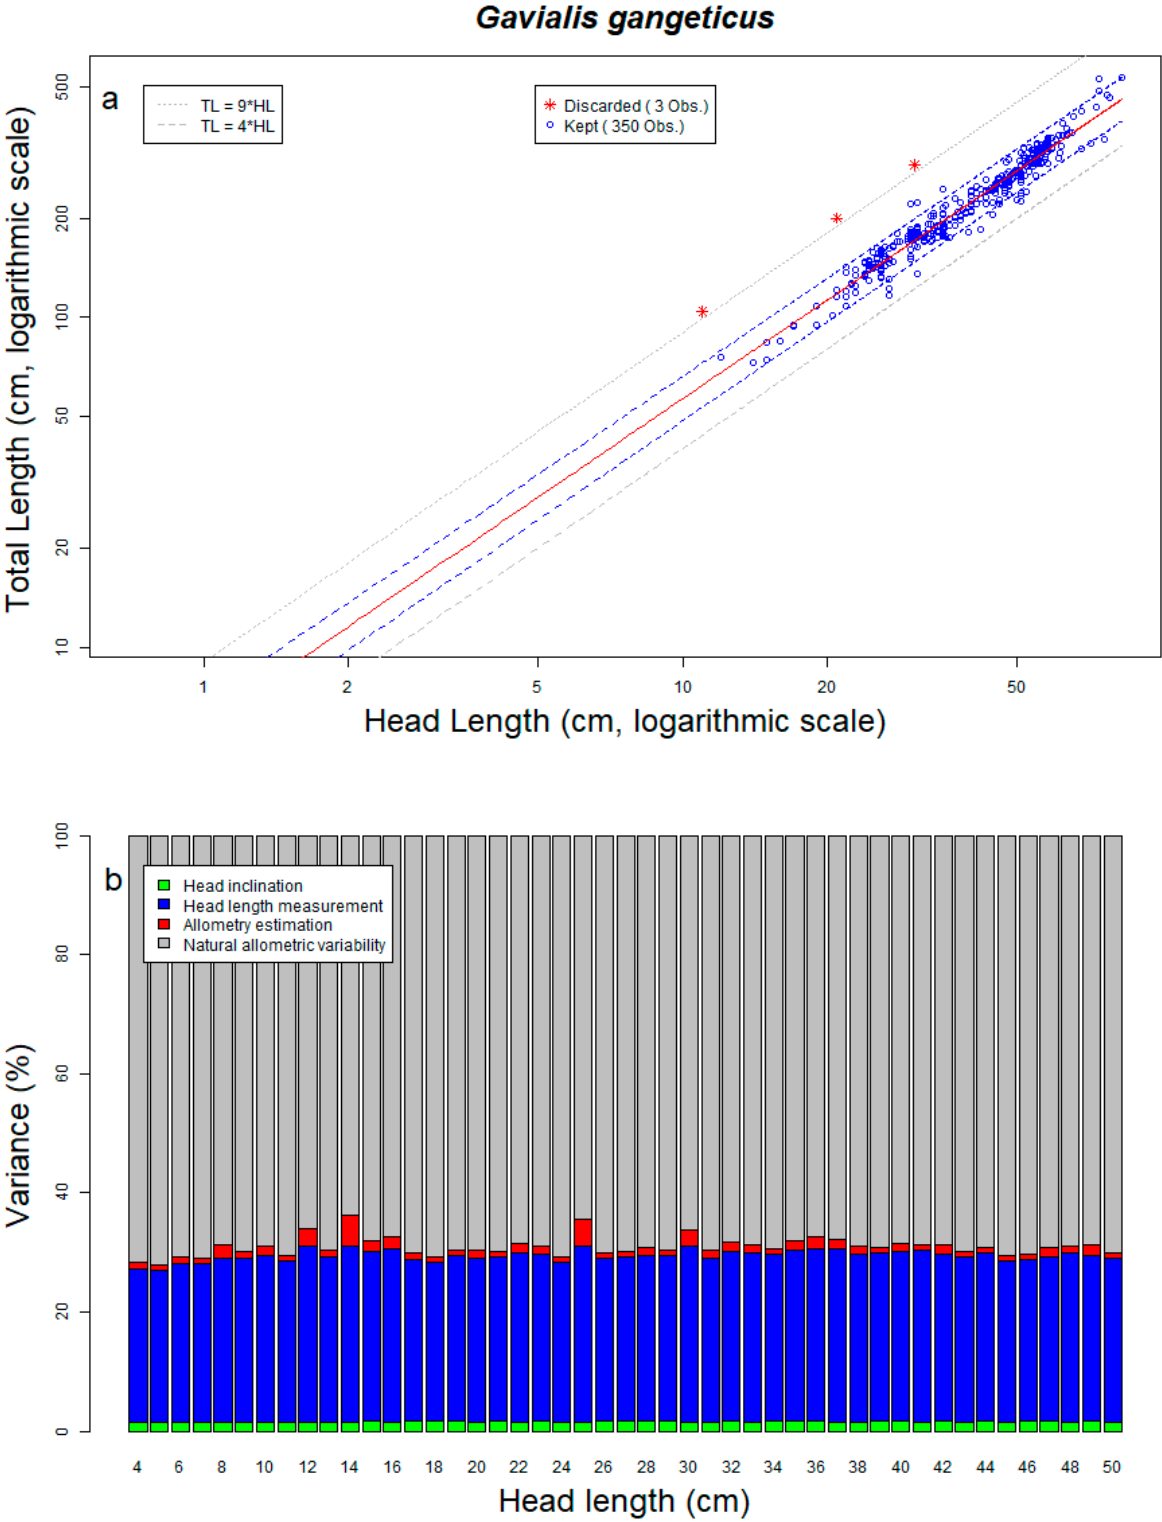 Gavialis gangeticus
a
TL = 9*HL
TL = 4*HL
Discarded ( 3 Obs.)
Kept ( 350 Obs.)
Total Length (cm, logarithmic scale)
500
200
100
50
20
10
1 2 5 10 20 50
Head Length (cm, logarithmic scale)
b
Head inclination
Head length measurement
Allometry estimation
Natural allometric variability
Variance (%)
100
80
60
40
20
0
4 6 8 10 12 14 16 18 20 22 24 26 28 30 32 34 36 38 40 42 44 46 48 50
Head length (cm)